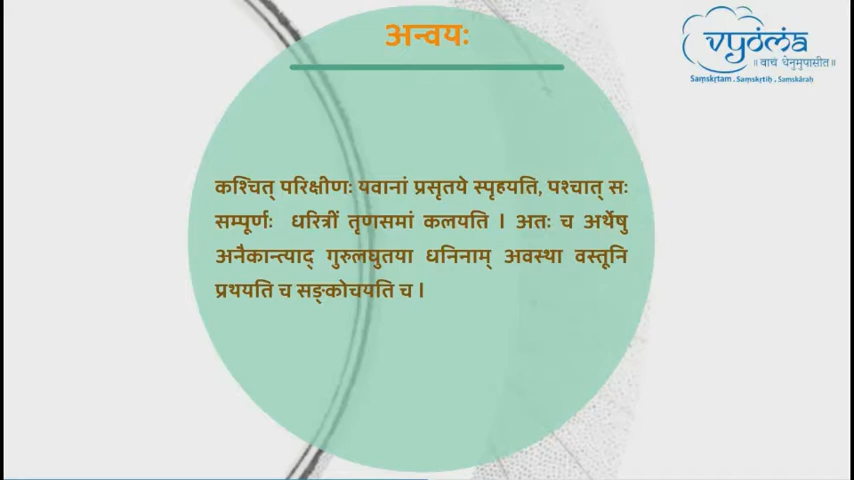 अन्वयः
vyoma
॥ वाचं धेनुमुपासीत ॥
Saṃskṛtam . Saṃskṛtiḥ , Saṃskāraḥ
कश्चित् परिक्षीणः यवानां प्रसृतये स्पृहयति, पश्चात् सः
सम्पूर्णः धरित्रीं तृणसमां कलयति । अतः च अर्थेषु
अनैकान्त्याद् गुरुलघुतया धनिनाम् अवस्था वस्तूनि
प्रथयति च सङ्कोचयति च ।